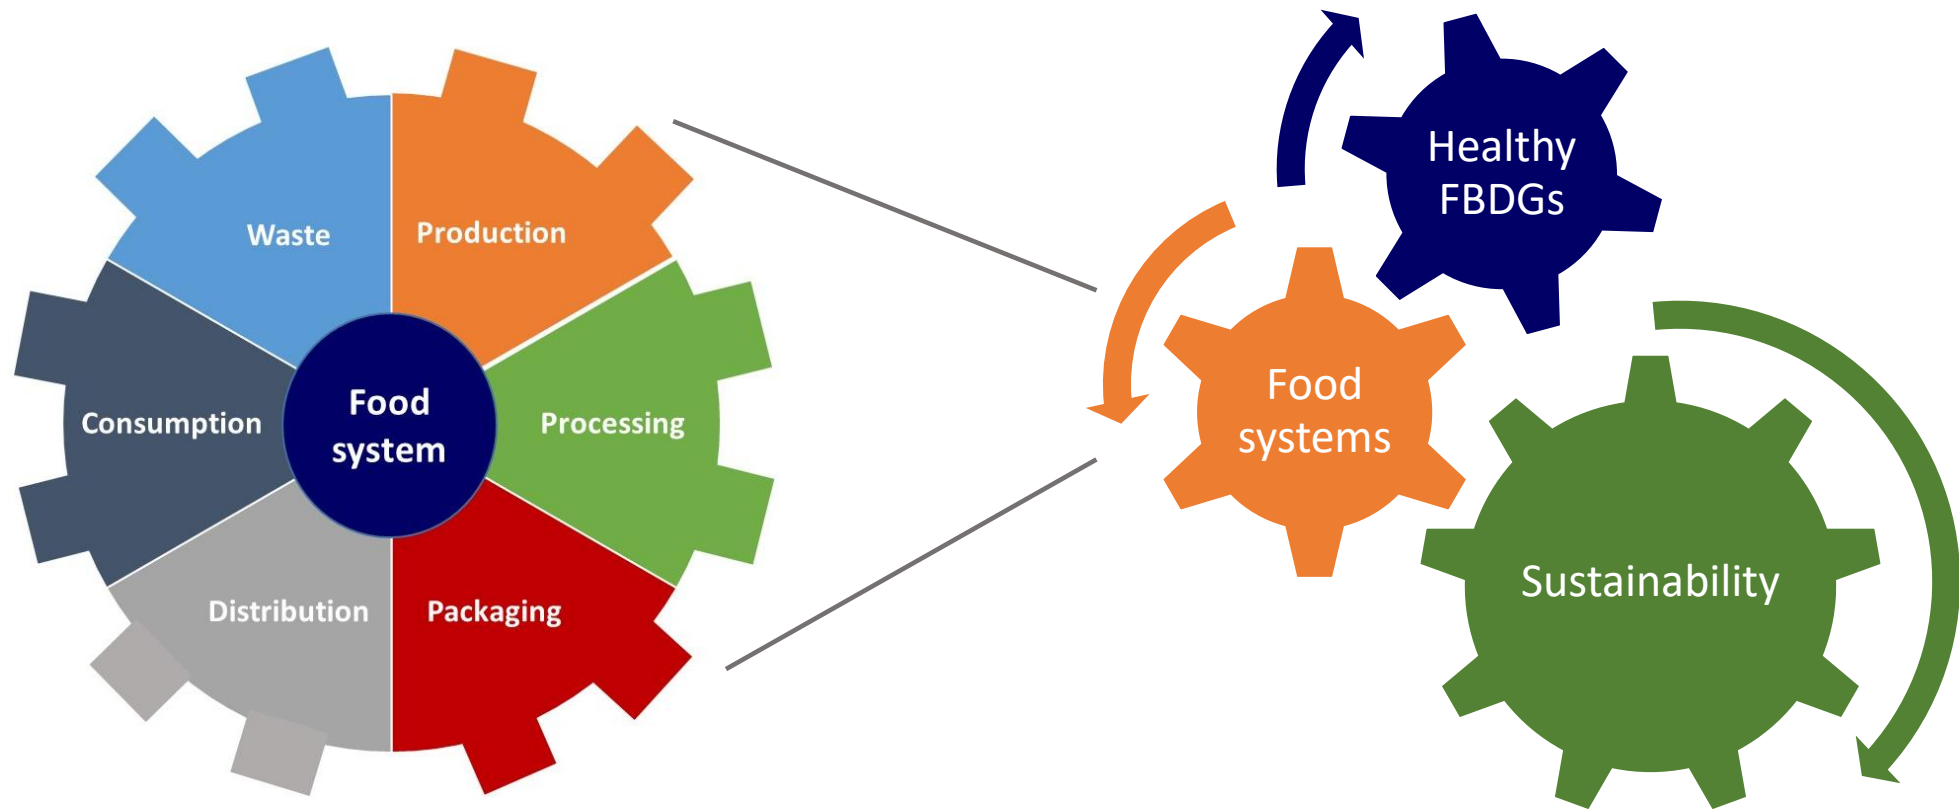 Waste
Production
Consumption
Food
system
Processing
Distribution
Packaging
Healthy
FBDGs
Food
systems
Sustainability